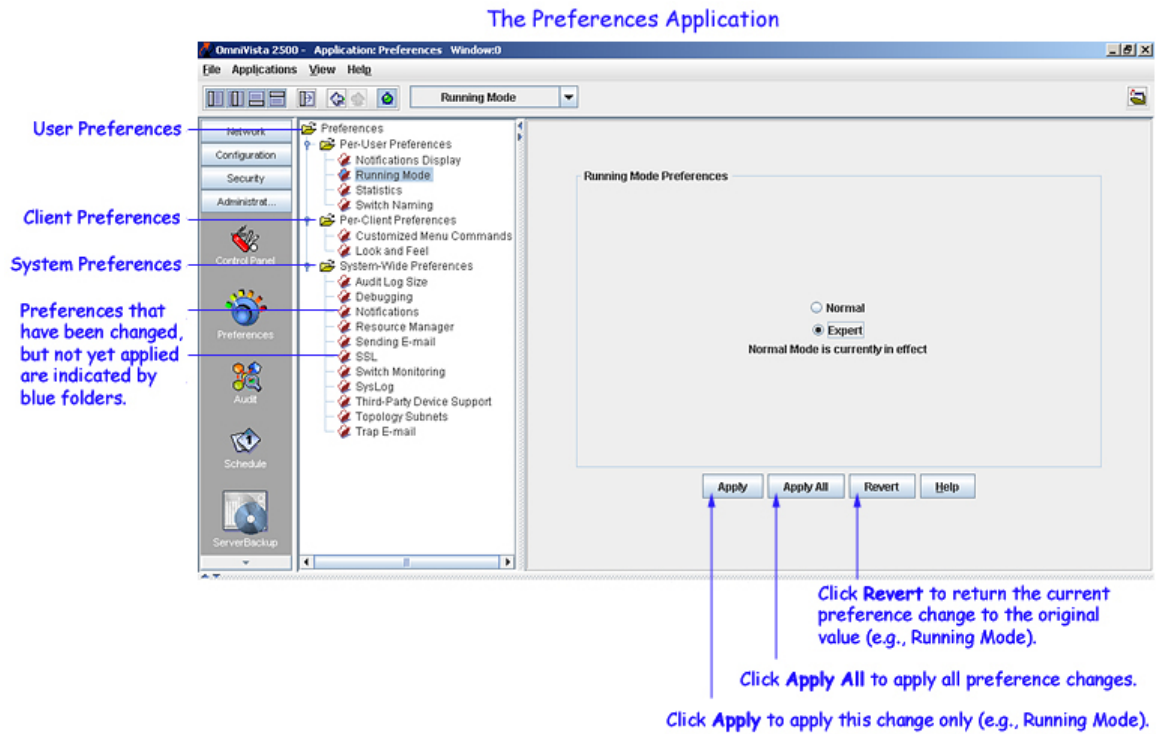 The Preferences Application
OmniVista 2500 - Application: Preferences Window:0
File Applications View Help
Running Mode
User Preferences
Client Preferences
System Preferences
Preferences that
have been changed,
but not yet applied
are indicated by
blue folders.
Network
Configuration
Security
Administrat...
Control Panel
Preferences
Audit
1
Schedule
ServerBackup
Preferences
Per-User Preferences
Notifications Display
Running Mode
Statistics
Switch Naming
Per-Client Preferences
Customized Menu Commands
Look and Feel
System-Wide Preferences
Audit Log Size
Debugging
Notifications
Resource Manager
Sending E-mail
SSL
Switch Monitoring
SysLog
Third-Party Device Support
Topology Subnets
Trap E-mail
Running Mode Preferences
Normal
Expert
Normal Mode is currently in effect
Apply Apply All Revert Help
Click Revert to return the current
preference change to the original
value (e.g., Running Mode).
Click Apply All to apply all preference changes.
Click Apply to apply this change only (e.g., Running Mode).